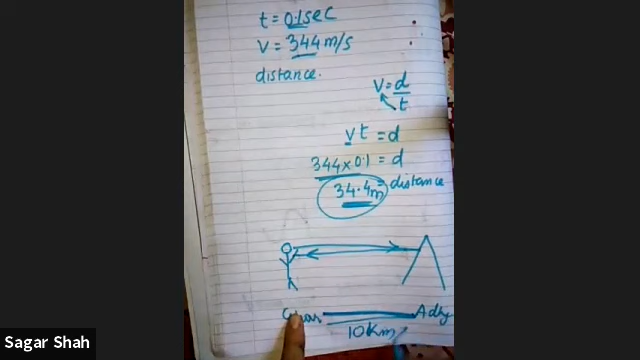 t = 0.1sec
v = 344 m/s
distance.
v = d/t
vt = d
344 x 0.1 = d
34.4m = distance
10 Km
Sagar Shah